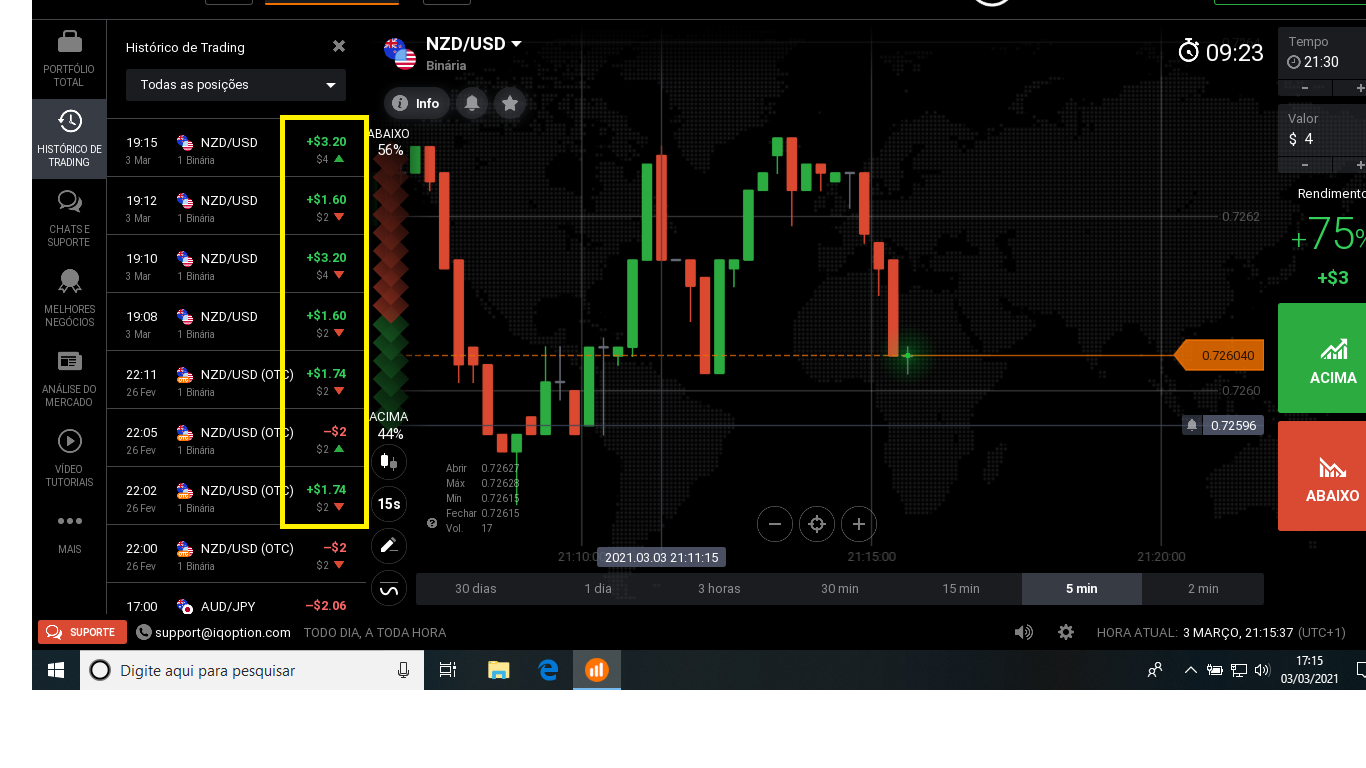 Histórico de Trading
Todas as posições
PORTFÓLIO
TOTAL
HISTÓRICO DE
TRADING
CHATS E
SUPORTE
MELHORES
NEGÓCIOS
ANÁLISE DO
MERCADO
VÍDEO
TUTORIAIS
MAIS
19:15 NZD/USD +$3.20
3 Mar 1 Binária $4
19:12 NZD/USD +$1.60
3 Mar 1 Binária $2
19:10 NZD/USD +$3.20
3 Mar 1 Binária $4
19:08 NZD/USD +$1.60
3 Mar 1 Binária $2
22:11 NZD/USD (OTC) +$1.74
26 Fev 1 Binária $2
22:05 NZD/USD (OTC) –$2
26 Fev 1 Binária $2
22:02 NZD/USD (OTC) +$1.74
26 Fev 1 Binária $2
22:00 NZD/USD (OTC) –$2
26 Fev 1 Binária $2
17:00 AUD/JPY –$2.06
NZD/USD
Binária
Info
ABAIXO
56%
ACIMA
44%
15s
Abrir 0.72627
Máx 0.72628
Mín 0.72615
Fechar 0.72615
Vol. 17
09:23
0.7264
0.7262
0.726040
0.7260
0.72596
21:10:0
2021.03.03 21:11:15
21:15:00
21:20:00
30 dias 1 dia 3 horas 30 min 15 min 5 min 2 min
Tempo
21:30
Valor
$ 4
Rendimento
+75%
+$3
ACIMA
ABAIXO
SUPORTE support@iqoption.com TODO DIA, A TODA HORA
HORA ATUAL: 3 MARÇO, 21:15:37 (UTC+1)
Digite aqui para pesquisar
17:15
03/03/2021